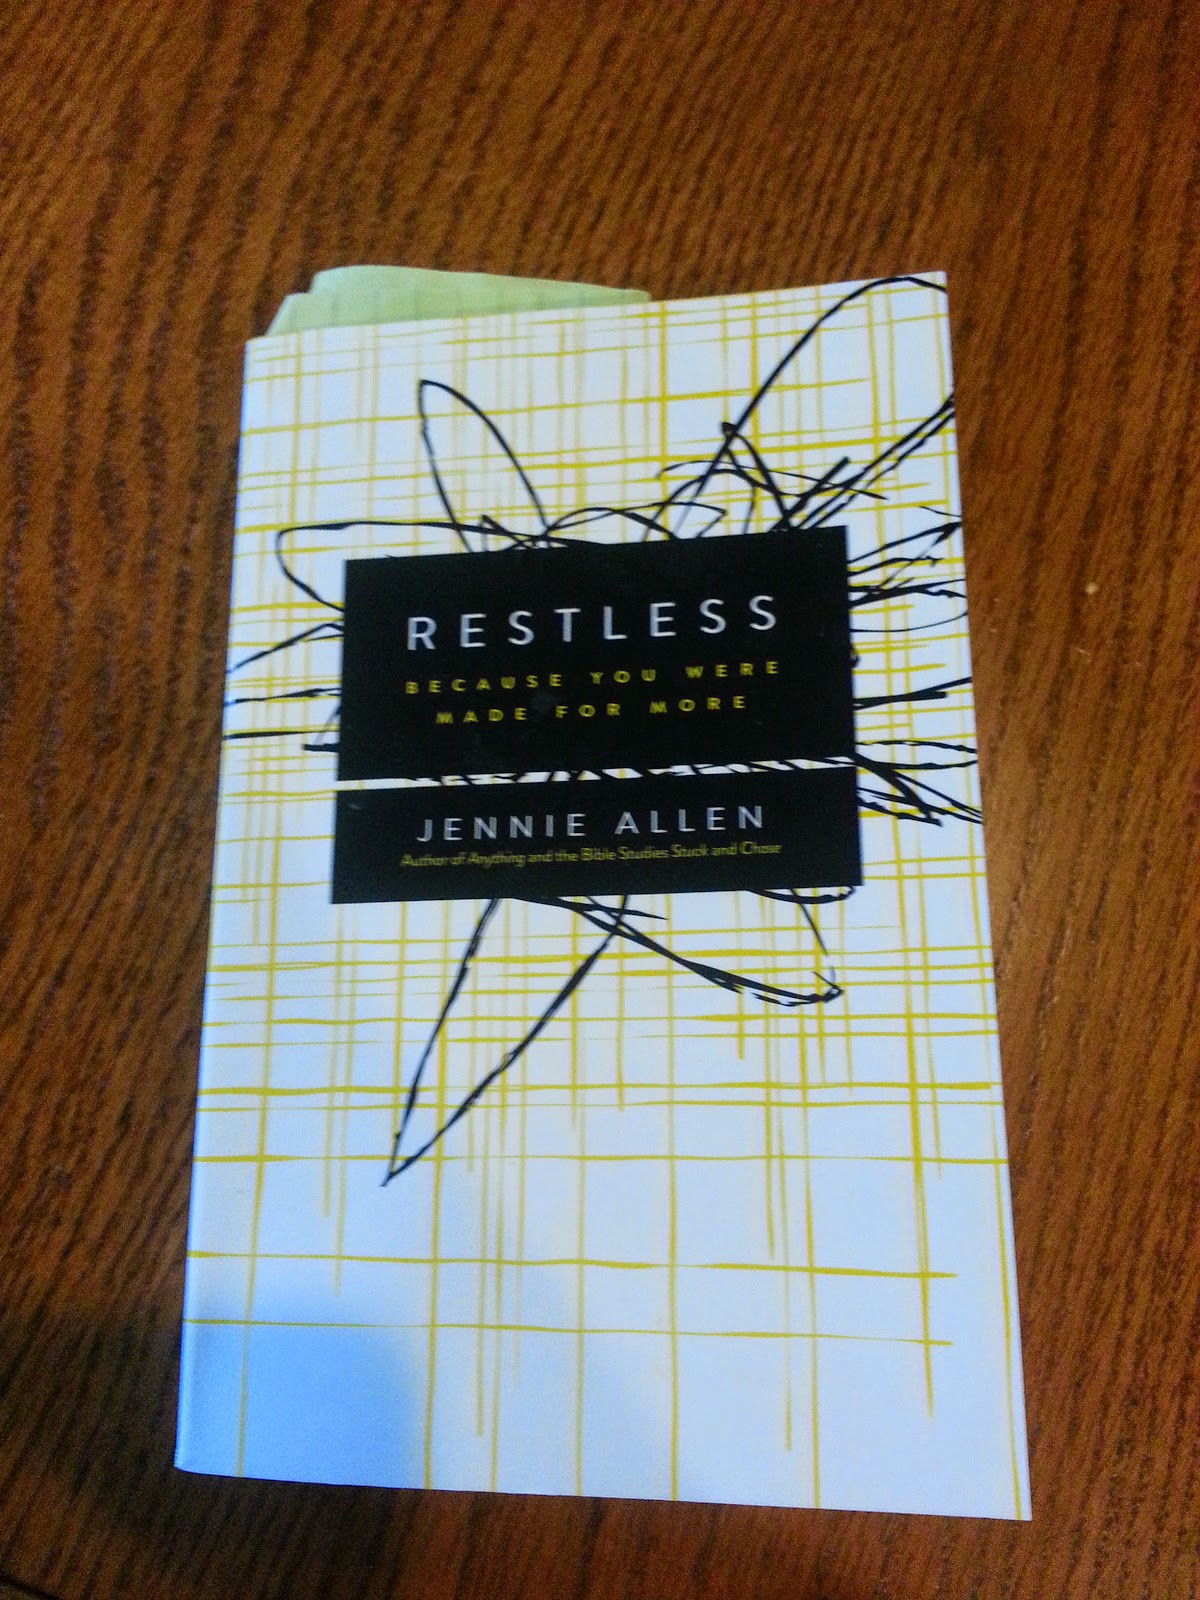 RESTLESS
BECAUSE YOU WERE
MADE FOR MORE
JENNIE ALLEN
Author of Anything and the Bible Studies Stuck and Chase